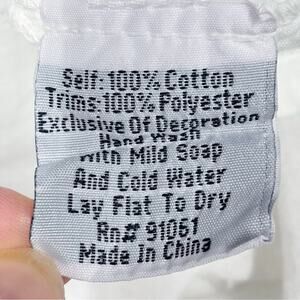 Self: 100% Cotton
Trims: 100% Polyester
Exclusive Of Decoration
Hand Wash
With Mild Soap
And Cold Water
Lay Flat To Dry
Rn# 91061
Made in China